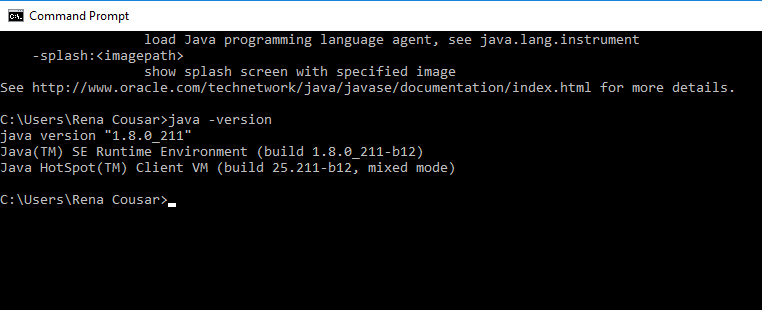 Command Prompt
load Java programming language agent, see java.lang.instrument
-splash:<imagepath>
show splash screen with specified image
See http://www.oracle.com/technetwork/java/javase/documentation/index.html for more details.
C:\Users\Rena Cousar>java -version
java version "1.8.0_211"
Java(TM) SE Runtime Environment (build 1.8.0_211-b12)
Java HotSpot(TM) Client VM (build 25.211-b12, mixed mode)
C:\Users\Rena Cousar>